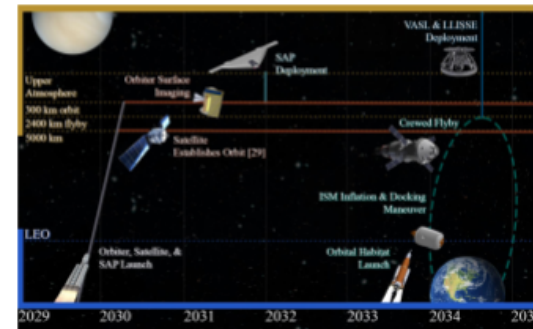 VASL & LLISSE
Deployment
SAP
Deployment
Orbiter Surface
Imaging
Upper
Atmosphere
300 km orbit
2400 km flyby
5000 km
Crewed Flyby
Satellite
Establishes Orbit [29]
ISM Inflation & Docking
Maneuver
LEO
Orbiter, Satellite, &
SAP Launch
Orbital Habitat
Launch
2029 2030 2031 2032 2033 2034 203